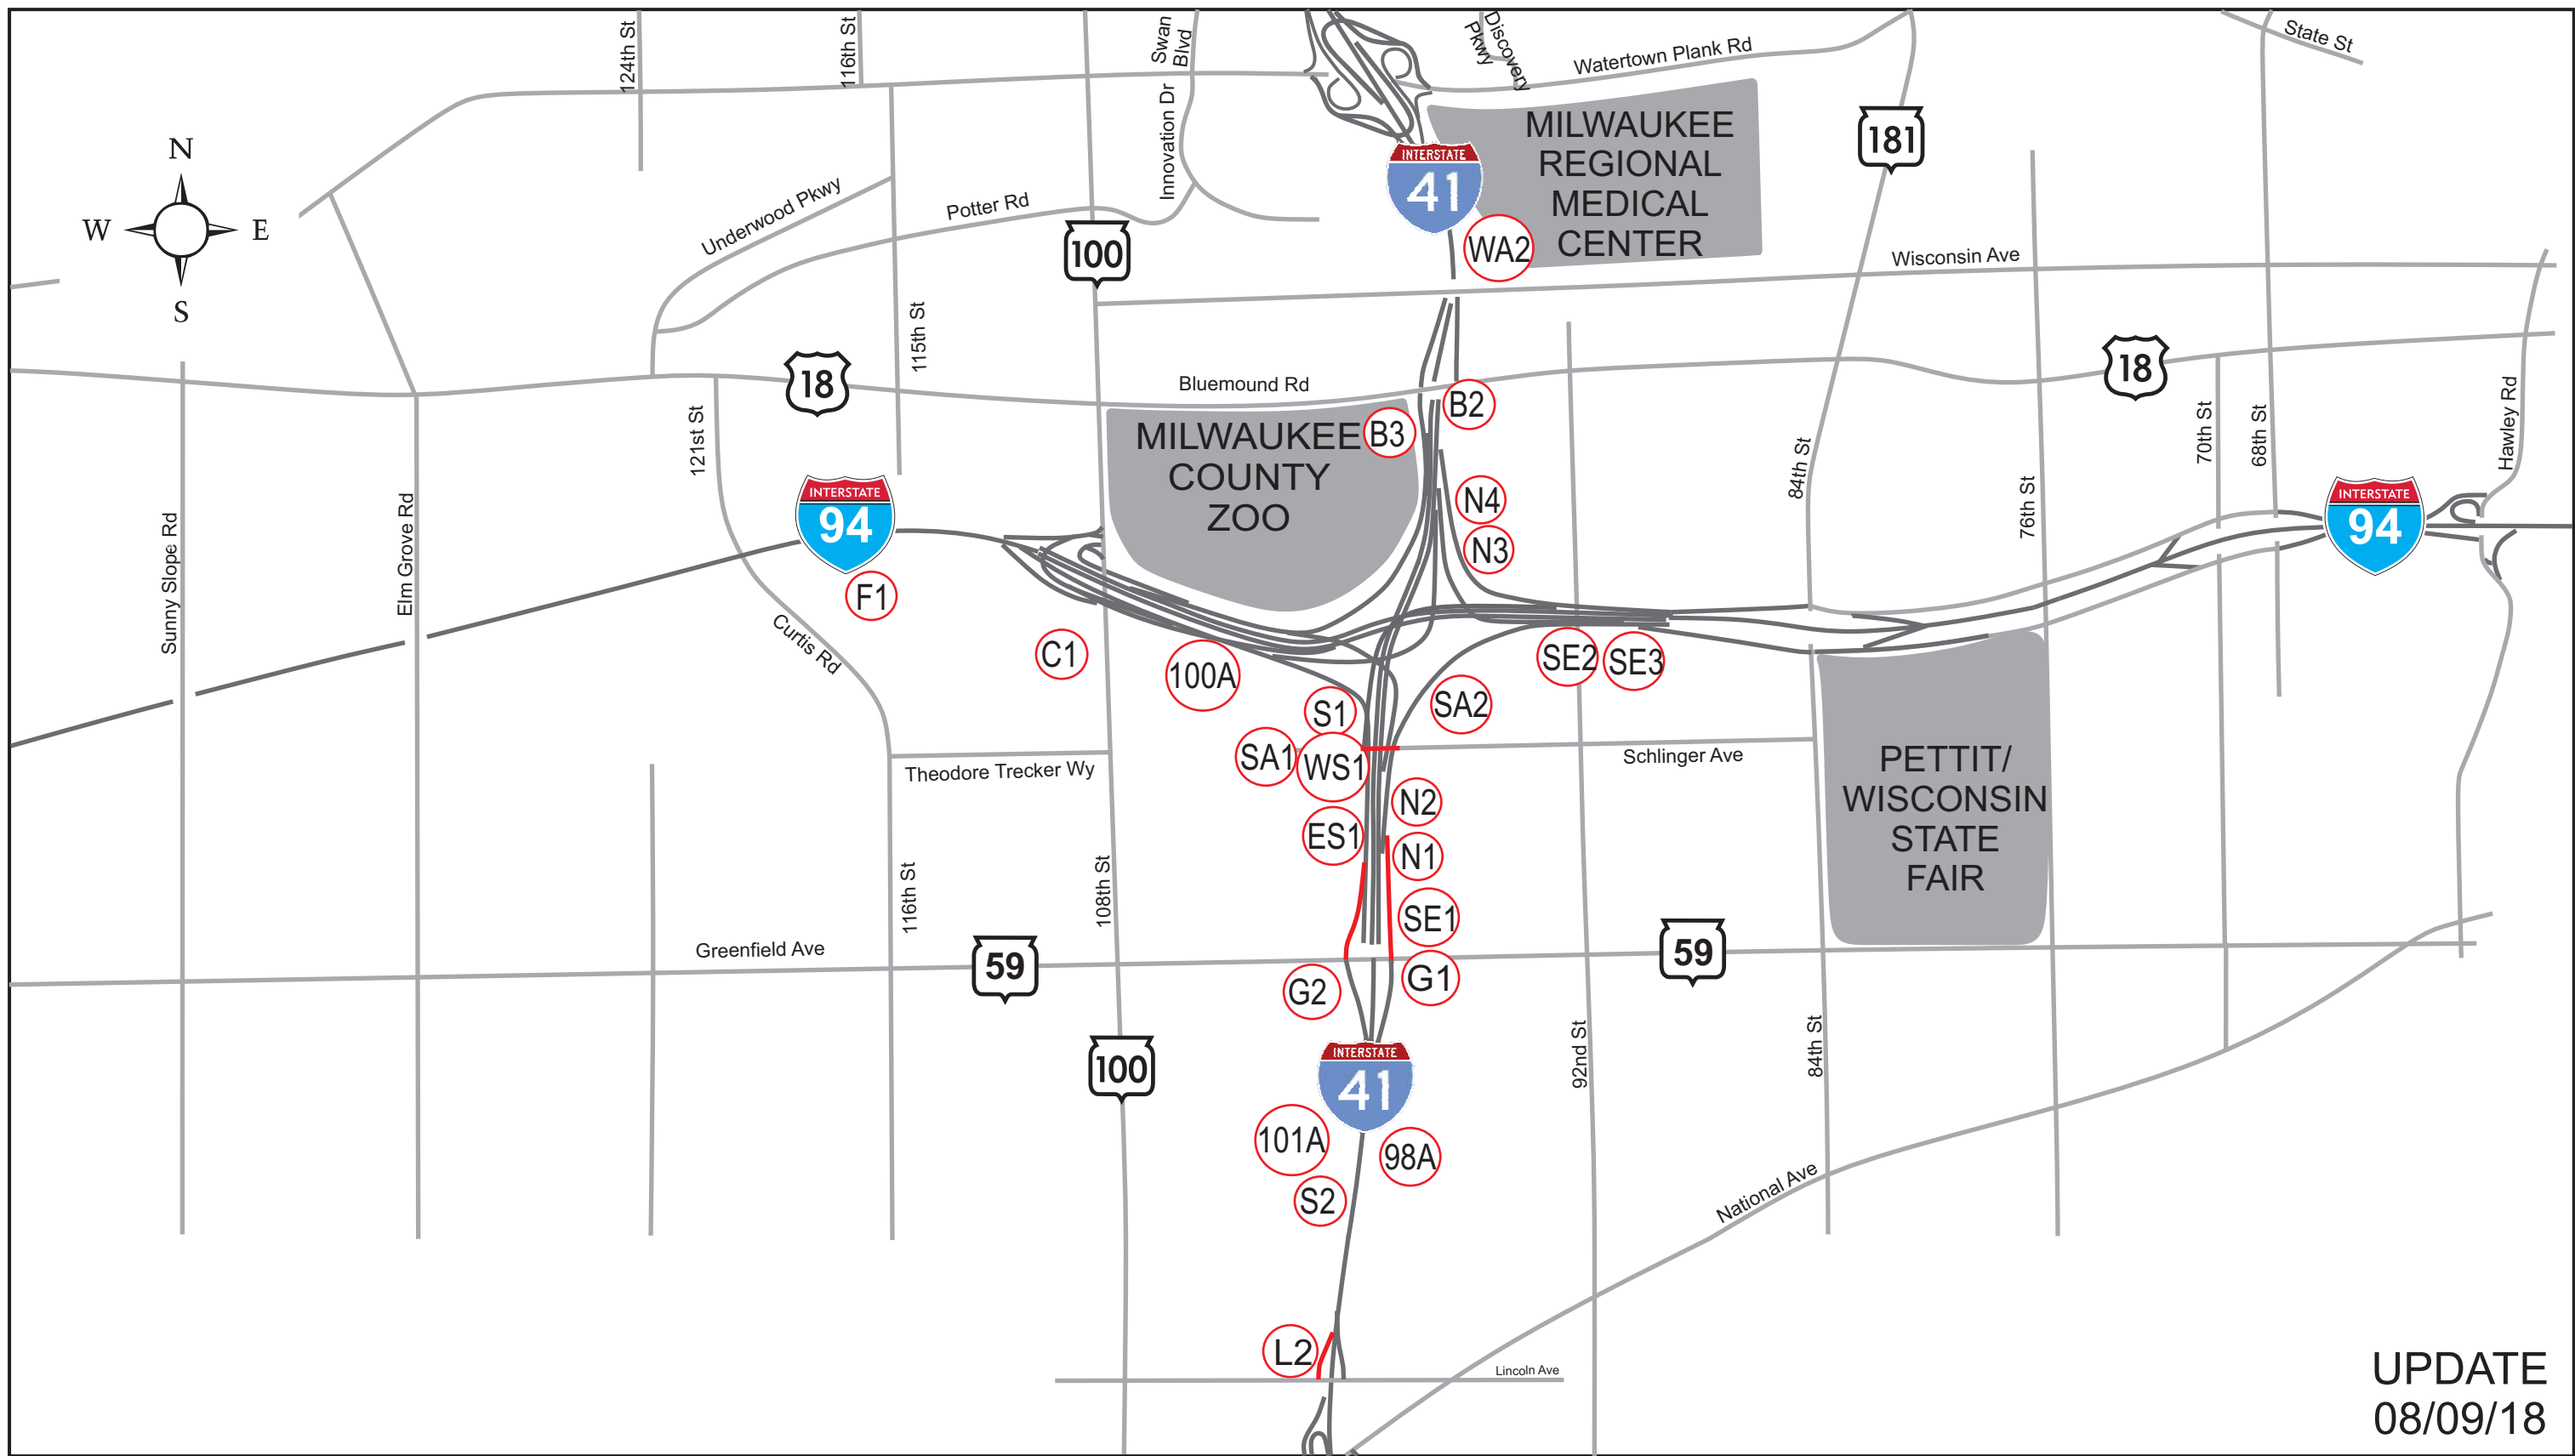 124th St
116th St
Swan
Blvd
Discovery
Pkwy
Watertown Plank Rd
State St
Innovation Dr
MILWAUKEE
REGIONAL
MEDICAL
CENTER
181
INTERSTATE
41
N
W
E
S
Underwood Pkwy
Potter Rd
100
WA2
Wisconsin Ave
115th St
18
Bluemound Rd
B2
18
MILWAUKEE
COUNTY
ZOO
B3
121st St
84th St
70th St
68th St
Hawley Rd
INTERSTATE
94
N4
N3
76th St
INTERSTATE
94
Sunny Slope Rd
Elm Grove Rd
F1
Curtis Rd
C1
100A
SE2
SE3
S1
SA2
SA1
WS1
Theodore Trecker Wy
Schlinger Ave
PETTIT/
WISCONSIN
STATE
FAIR
N2
ES1
N1
116th St
108th St
SE1
Greenfield Ave
59
59
G2
G1
100
INTERSTATE
41
92nd St
84th St
101A
98A
S2
National Ave
L2
Lincoln Ave
UPDATE
08/09/18